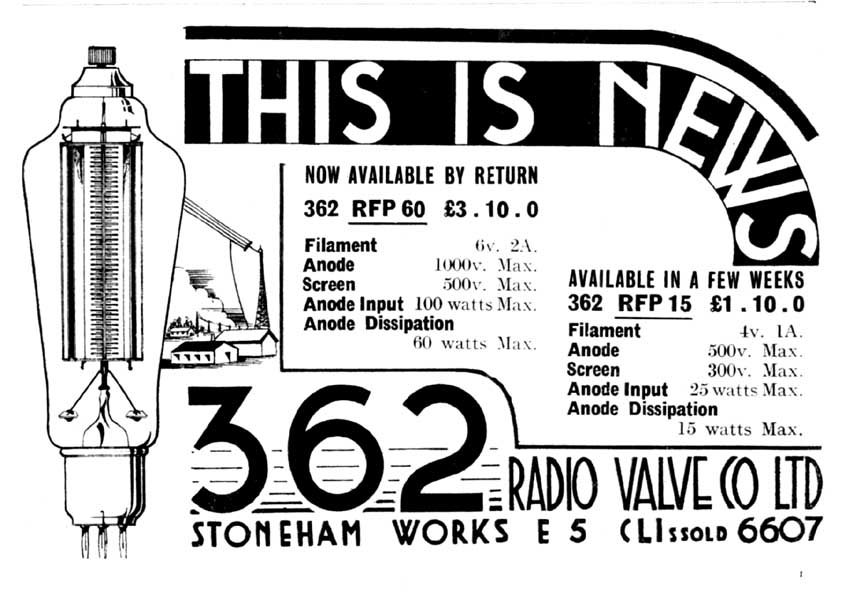 THIS IS NEWS
NOW AVAILABLE BY RETURN
362 RFP 60 £3.10.0
Filament 6v. 2A.
Anode 1000v. Max.
Screen 500v. Max.
Anode Input 100 watts Max.
Anode Dissipation
60 watts Max.
AVAILABLE IN A FEW WEEKS
362 RFP 15 £1.10.0
Filament 4v. 1A.
Anode 500v. Max.
Screen 300v. Max.
Anode Input 25 watts Max.
Anode Dissipation
15 watts Max.
362 RADIO VALVE CO LTD
STONEHAM WORKS E 5 CLISSOLD 6607